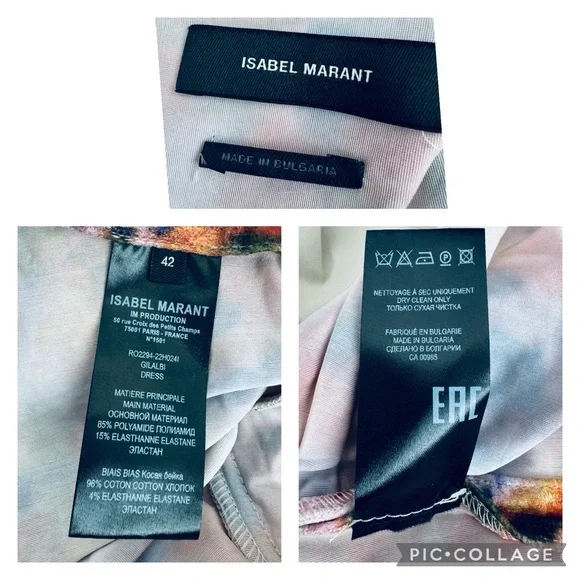 ISABEL MARANT
MADE IN BULGARIA
42
ISABEL MARANT
IM PRODUCTION
50 rue Croix des Petits Champs
75001 PARIS - FRANCE
N°1501
RO2294-22H024I
GILALBI
DRESS
MATIERE PRINCIPALE
MAIN MATERIAL
ОСНОВНОЙ МАТЕРИАЛ
85% POLYAMIDE ПОЛИАМИД
15% ELASTHANNE ELASTANE
ЭЛАСТАН
BIAIS BIAS Косая бейка
96% COTON COTTON ХЛОПОК
4% ELASTHANNE ELASTANE
ЭЛАСТАН
NETTOYAGE À SEC UNIQUEMENT
DRY CLEAN ONLY
ТОЛЬКО СУХАЯ ЧИСТКА
FABRIQUÉ EN BULGARIE
MADE IN BULGARIA
СДЕЛАНО В БОЛГАРИИ
CA 00985
EAC
PIC•COLLAGE